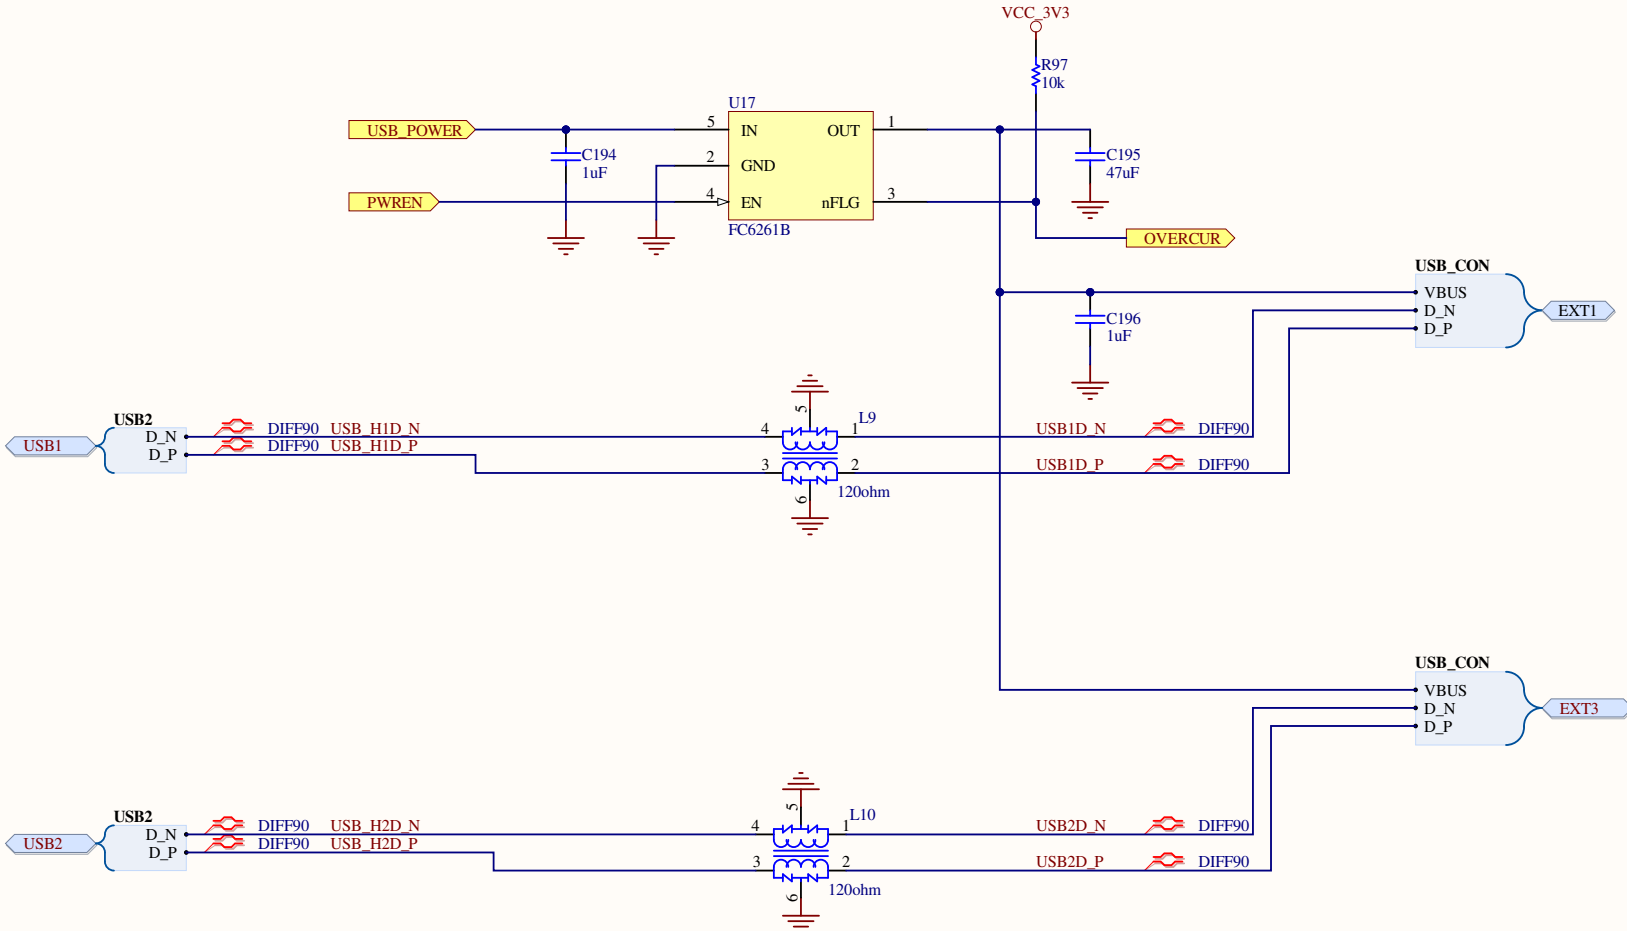 VCC_3V3
R97
10k
U17
USB_POWER
5
IN
OUT
1
C194
1uF
2
GND
C195
47uF
PWREN
4
EN
nFLG
3
FC6261B
OVERCUR
USB_CON
VBUS
D_N
D_P
EXT1
C196
1uF
USB2
USB1
D_N
D_P
DIFF90
USB_H1D_N
DIFF90
USB_H1D_P
5
L9
4
1
3
2
6
120ohm
USB1D_N
DIFF90
USB1D_P
DIFF90
USB_CON
VBUS
D_N
D_P
EXT3
USB2
USB2
D_N
D_P
DIFF90
USB_H2D_N
DIFF90
USB_H2D_P
5
L10
4
1
3
2
6
120ohm
USB2D_N
DIFF90
USB2D_P
DIFF90